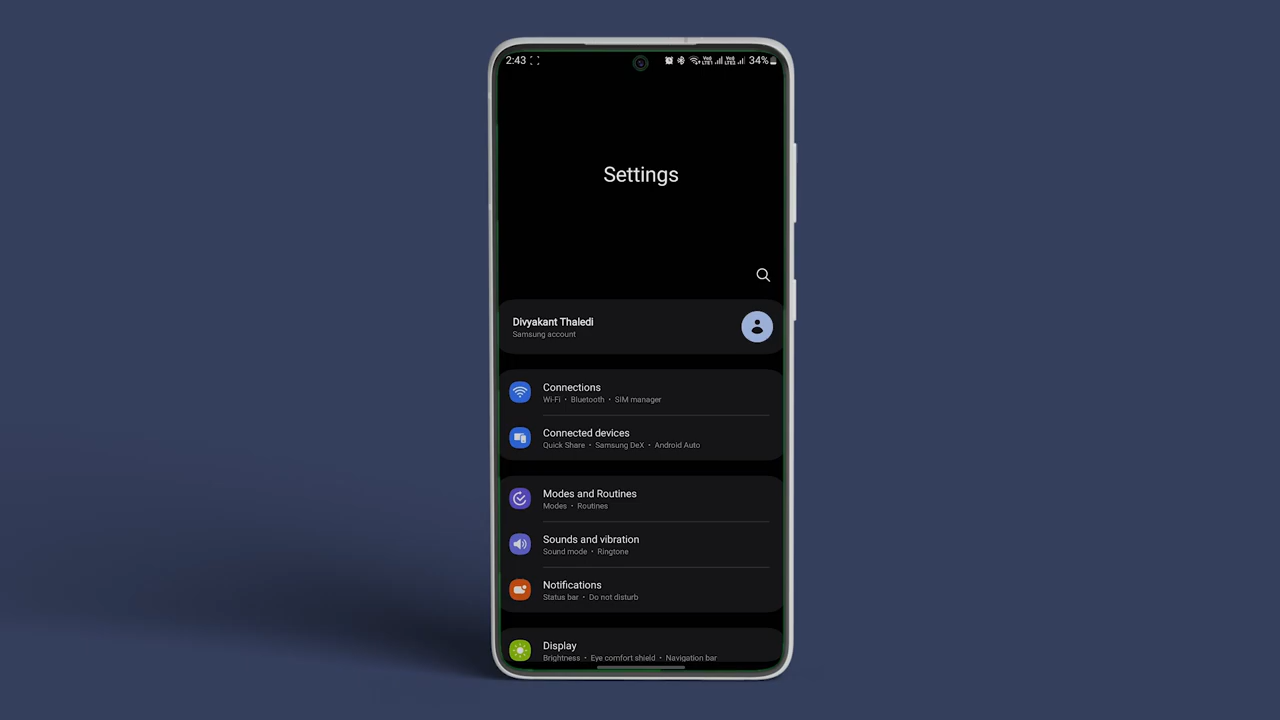 2:43
34%
Settings
Divyakant Thaledi
Samsung account
Connections
Wi-Fi • Bluetooth • SIM manager
Connected devices
Quick Share • Samsung DeX • Android Auto
Modes and Routines
Modes • Routines
Sounds and vibration
Sound mode • Ringtone
Notifications
Status bar • Do not disturb
Display
Brightness • Eye comfort shield • Navigation bar